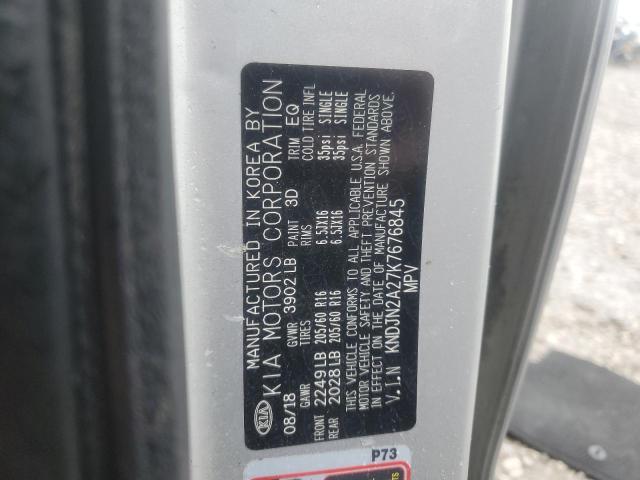 MANUFACTURED IN KOREA BY
KIA KIA MOTORS CORPORATION
08/18 GVWR 3902LB PAINT 3D TRIM EQ
GAWR TIRES RIMS COLD TIRE INFL
FRONT 2249LB 205/60 R16 6.5JX16 35psi SINGLE
REAR 2028LB 205/60 R16 6.5JX16 35psi SINGLE
THIS VEHICLE CONFORMS TO ALL APPLICABLE U.S.A. FEDERAL
MOTOR VEHICLE SAFETY AND THEFT PREVENTION STANDARDS
IN EFFECT ON THE DATE OF MANUFACTURE SHOWN ABOVE.
V.I.N KNDJN2A27K7676845
MPV
P73